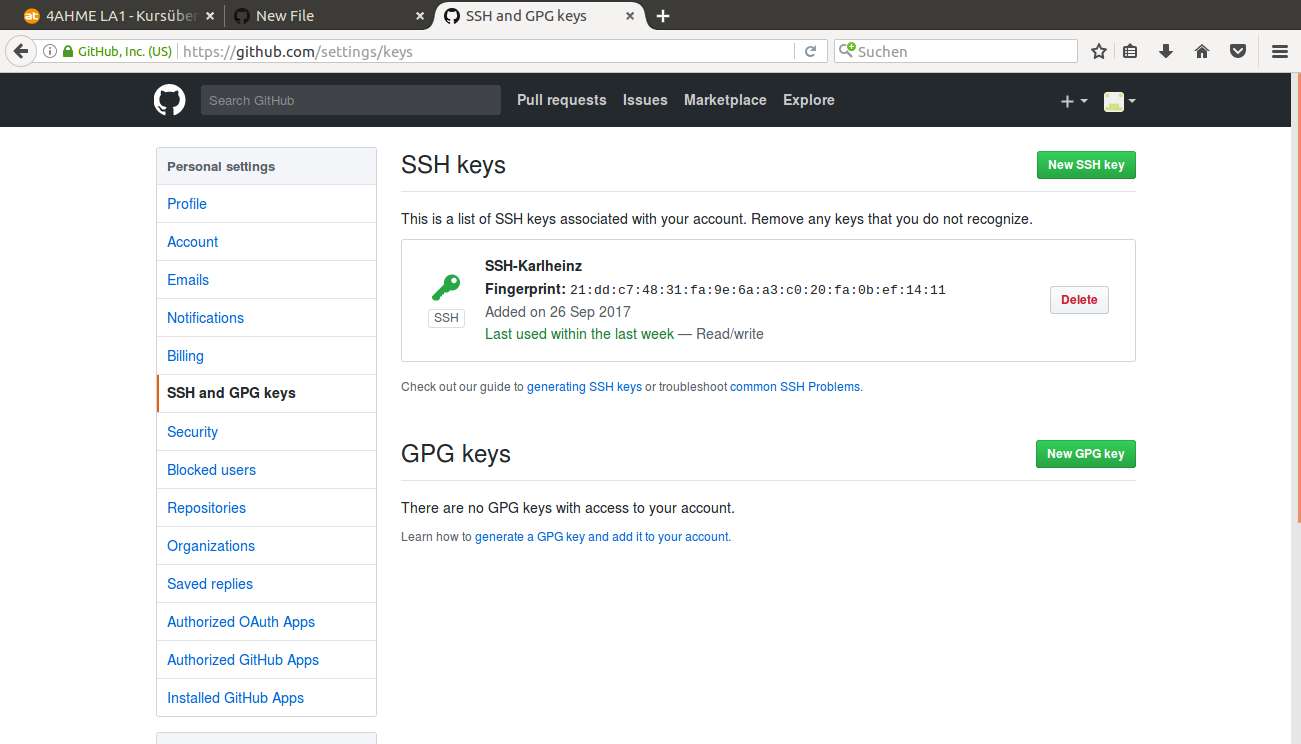 at 4AHME LA1 - Kursüber
New File
SSH and GPG keys
GitHub, Inc. (US)
https://github.com/settings/keys
Suchen
Search GitHub
Pull requests
Issues
Marketplace
Explore
Personal settings
Profile
Account
Emails
Notifications
Billing
SSH and GPG keys
Security
Blocked users
Repositories
Organizations
Saved replies
Authorized OAuth Apps
Authorized GitHub Apps
Installed GitHub Apps
SSH keys
New SSH key
This is a list of SSH keys associated with your account. Remove any keys that you do not recognize.
SSH
SSH-Karlheinz
Fingerprint: 21:dd:c7:48:31:fa:9e:6a:a3:c0:20:fa:0b:ef:14:11
Added on 26 Sep 2017
Last used within the last week — Read/write
Delete
Check out our guide to generating SSH keys or troubleshoot common SSH Problems.
GPG keys
New GPG key
There are no GPG keys with access to your account.
Learn how to generate a GPG key and add it to your account.